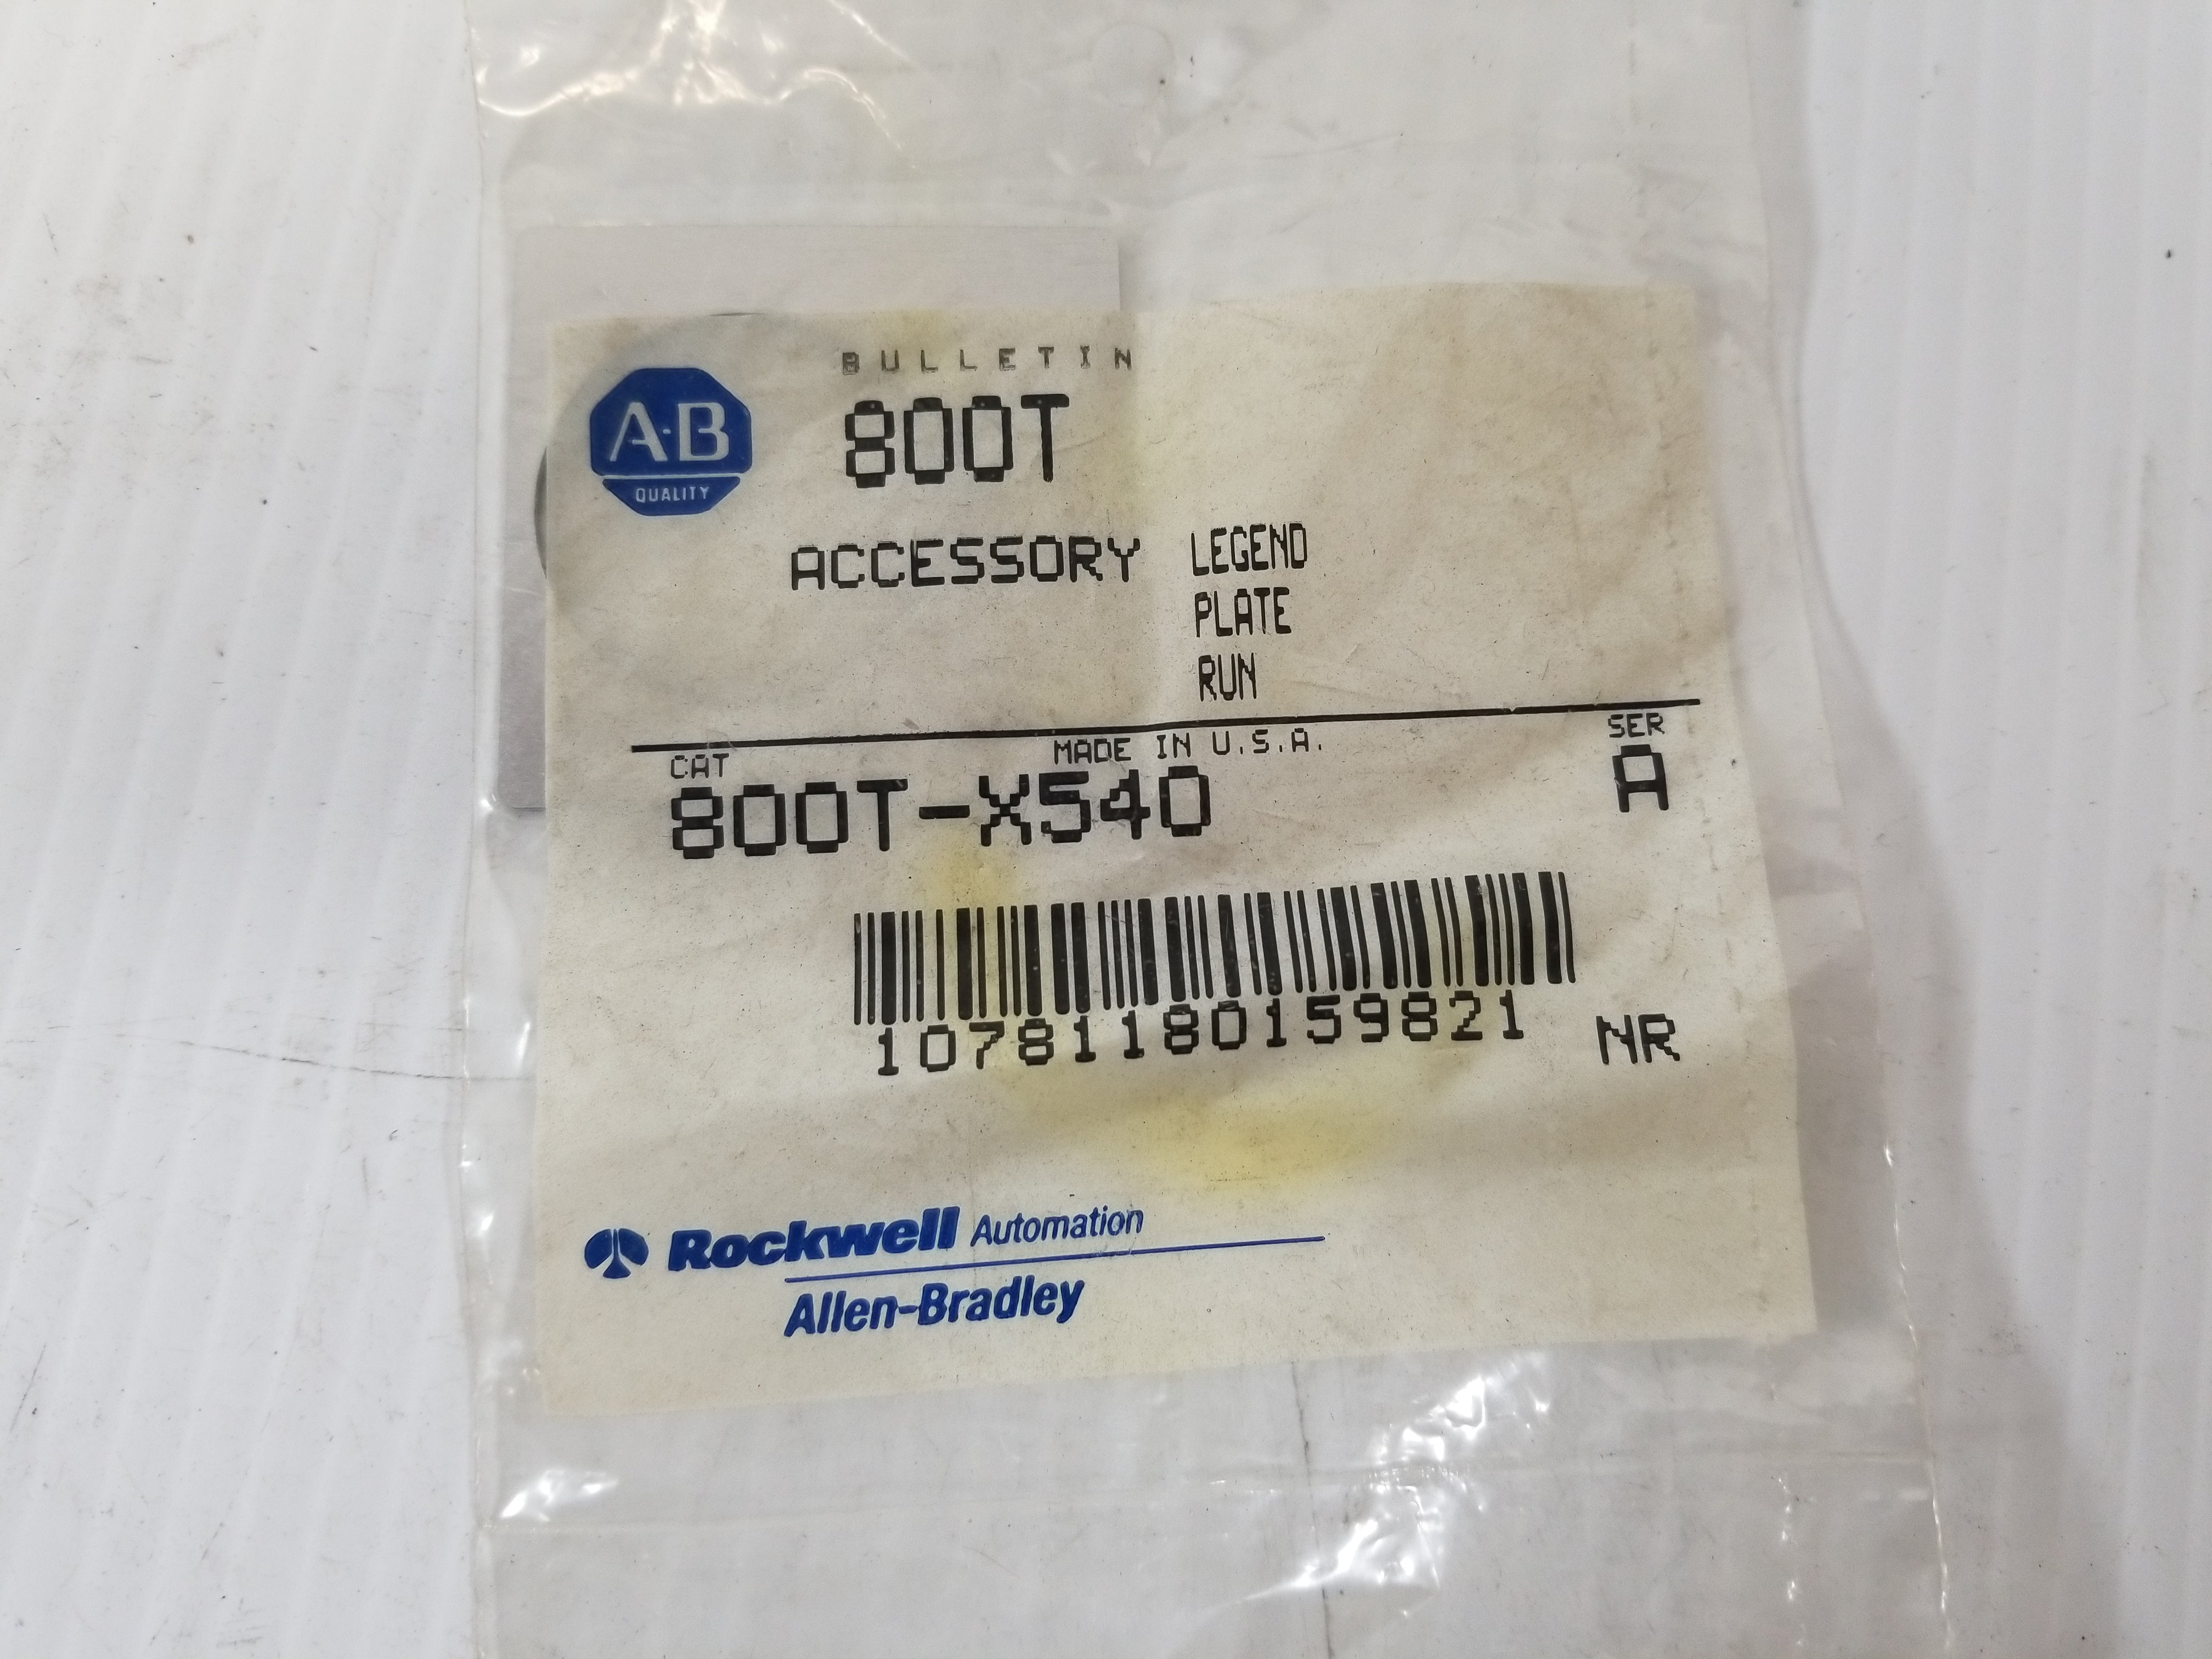 BULLETIN
A·B
QUALITY
800T
ACCESSORY
LEGEND
PLATE
RUN
CAT
MADE IN U.S.A.
SER
800T-X540
A
10781180159821
NR
Rockwell Automation
Allen-Bradley